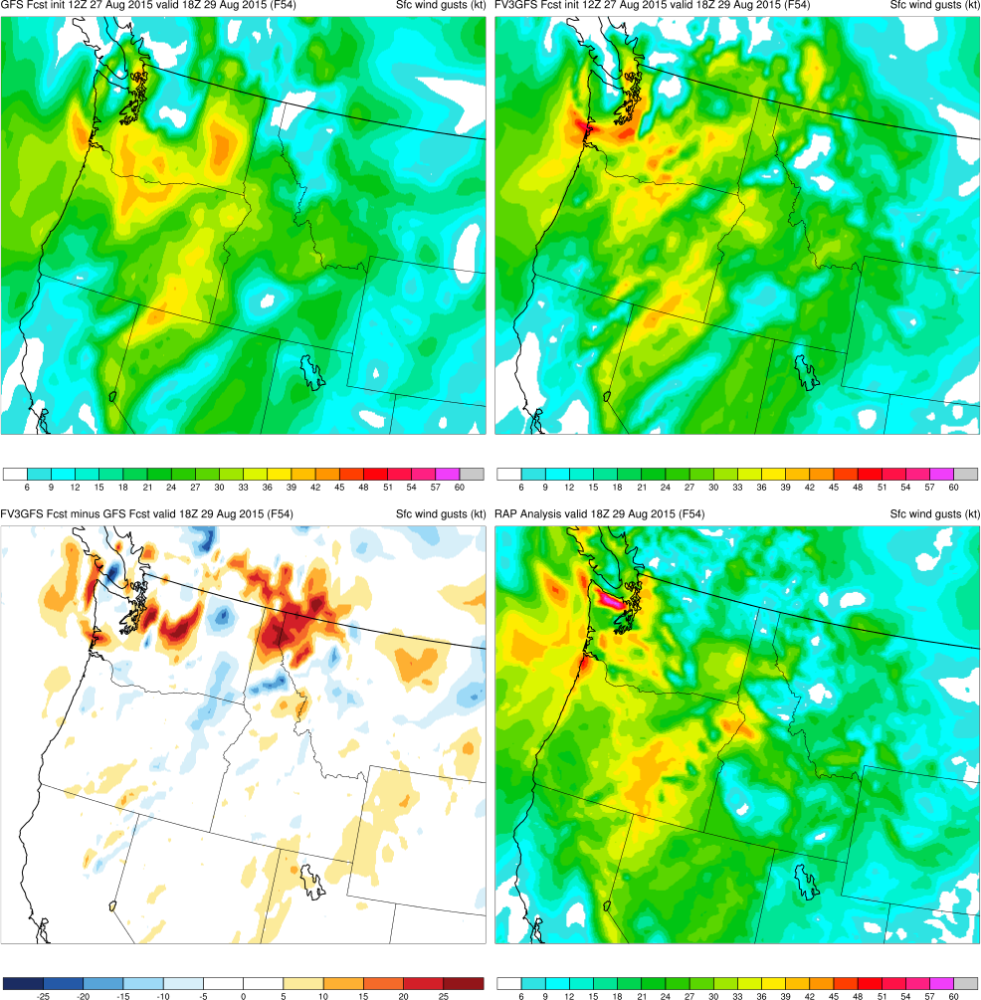 GFS Fcst init 12Z 27 Aug 2015 valid 18Z 29 Aug 2015 (F54) Sfc wind gusts (kt)
FV3GFS Fcst init 12Z 27 Aug 2015 valid 18Z 29 Aug 2015 (F54) Sfc wind gusts (kt)
6 9 12 15 18 21 24 27 30 33 36 39 42 45 48 51 54 57 60
6 9 12 15 18 21 24 27 30 33 36 39 42 45 48 51 54 57 60
FV3GFS Fcst minus GFS Fcst valid 18Z 29 Aug 2015 (F54) Sfc wind gusts (kt)
RAP Analysis valid 18Z 29 Aug 2015 (F54) Sfc wind gusts (kt)
-25 -20 -15 -10 -5 0 5 10 15 20 25
6 9 12 15 18 21 24 27 30 33 36 39 42 45 48 51 54 57 60